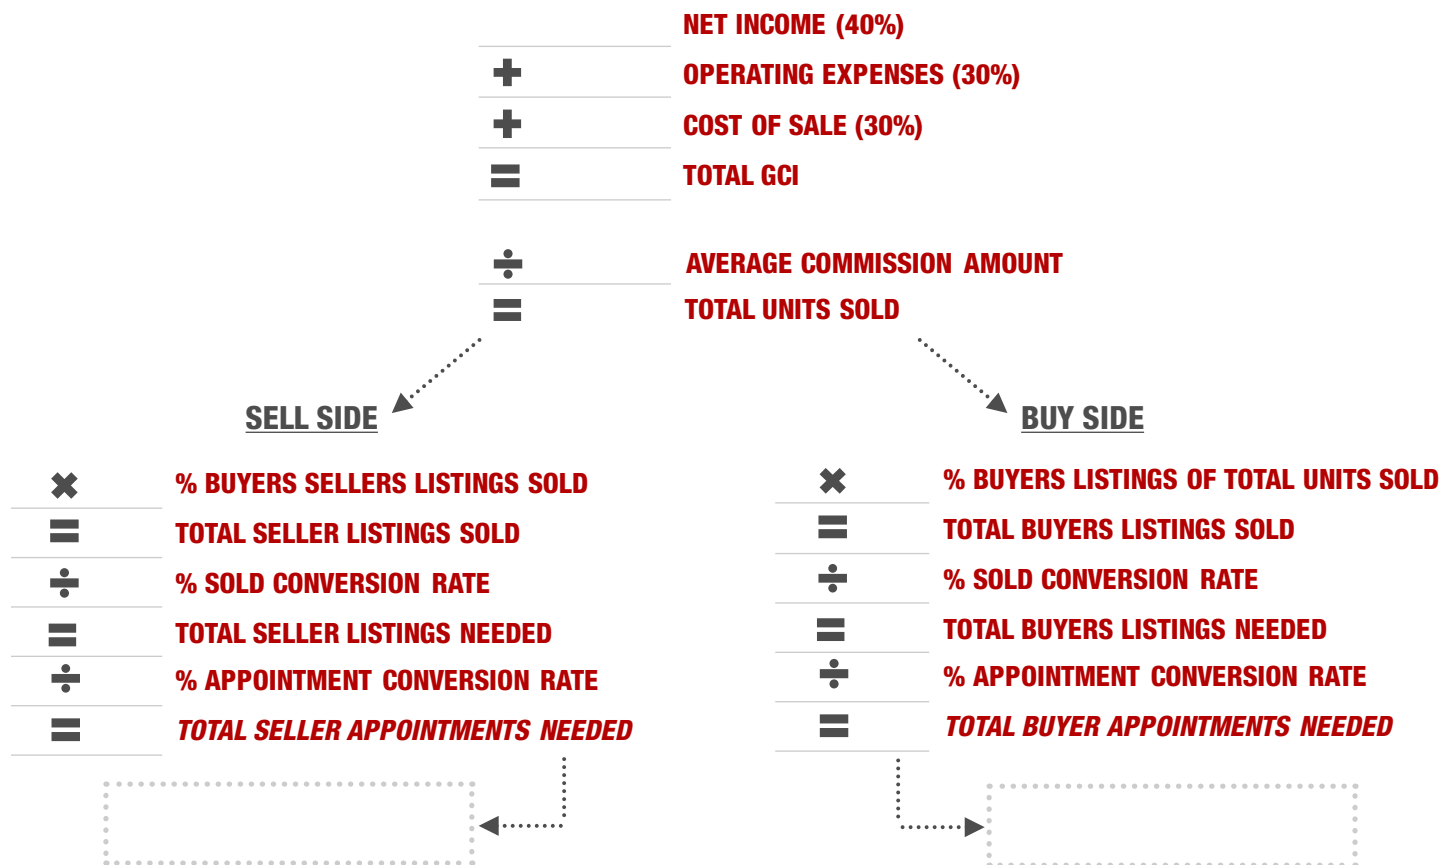 NET INCOME (40%)
+ OPERATING EXPENSES (30%)
+ COST OF SALE (30%)
= TOTAL GCI
÷ AVERAGE COMMISSION AMOUNT
= TOTAL UNITS SOLD
SELL SIDE
× % BUYERS SELLERS LISTINGS SOLD
= TOTAL SELLER LISTINGS SOLD
÷ % SOLD CONVERSION RATE
= TOTAL SELLER LISTINGS NEEDED
÷ % APPOINTMENT CONVERSION RATE
= TOTAL SELLER APPOINTMENTS NEEDED
BUY SIDE
× % BUYERS LISTINGS OF TOTAL UNITS SOLD
= TOTAL BUYERS LISTINGS SOLD
÷ % SOLD CONVERSION RATE
= TOTAL BUYERS LISTINGS NEEDED
÷ % APPOINTMENT CONVERSION RATE
= TOTAL BUYER APPOINTMENTS NEEDED